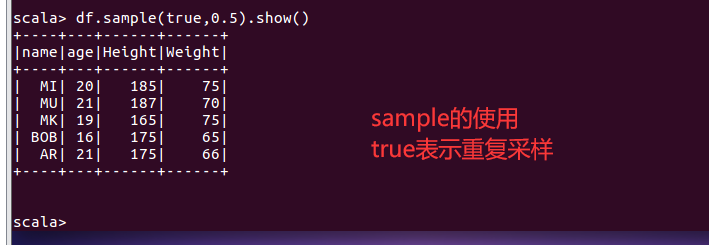 scala> df.sample(true,0.5).show()
+----+---+------+------+
|name|age|Height|Weight|
+----+---+------+------+
|  MI| 20|   185|    75|
|  MU| 21|   187|    70|
|  MK| 19|   165|    75|
| BOB| 16|   175|    65|
|  AR| 21|   175|    66|
+----+---+------+------+
sample的使用
true表示重复采样
scala>